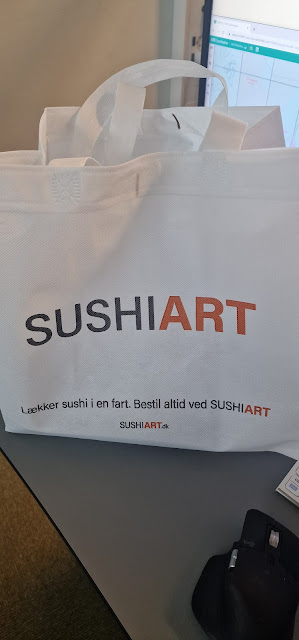 SUSHIART
Lækker sushi i en fart. Bestil altid ved SUSHIART
SUSHIART.dk